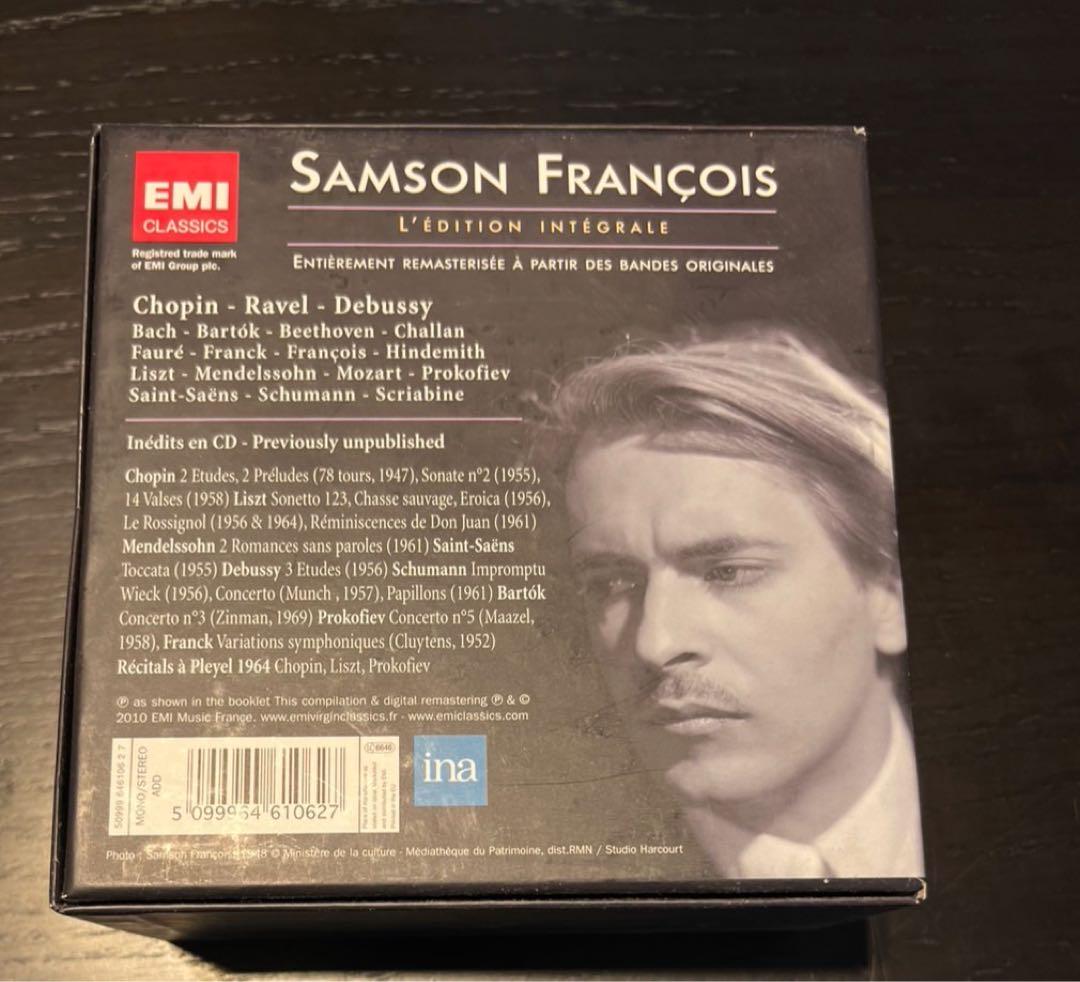 EMI
CLASSICS
Registred trade mark
of EMI Group plc.
SAMSON FRANÇOIS
L'ÉDITION INTÉGRALE
ENTIÈREMENT REMASTERISÉE À PARTIR DES BANDES ORIGINALES
Chopin - Ravel - Debussy
Bach - Bartók - Beethoven - Challan
Fauré - Franck - François - Hindemith
Liszt - Mendelssohn - Mozart - Prokofiev
Saint-Saëns - Schumann - Scriabine
Inédits en CD - Previously unpublished
Chopin 2 Etudes, 2 Préludes (78 tours, 1947), Sonate n°2 (1955),
14 Valses (1958) Liszt Sonetto 123, Chasse sauvage, Eroica (1956),
Le Rossignol (1956 & 1964), Réminiscences de Don Juan (1961)
Mendelssohn 2 Romances sans paroles (1961) Saint-Saëns
Toccata (1955) Debussy 3 Etudes (1956) Schumann Impromptu
Wieck (1956), Concerto (Munch , 1957), Papillons (1961) Bartók
Concerto n°3 (Zinman, 1969) Prokofiev Concerto n°5 (Maazel,
1958), Franck Variations symphoniques (Cluytens, 1952)
Récitals à Pleyel 1964 Chopin, Liszt, Prokofiev
℗ as shown in the booklet This compilation & digital remastering ℗ & ©
2010 EMI Music France. www.emivirginclassics.fr - www.emiclassics.com
50999 646106 2 7
MONO/STEREO
ADD
5 099964 610627
LC 6646
ina
Photo : Samson François 1948 © Ministère de la culture - Médiathèque du Patrimoine, dist.RMN / Studio Harcourt